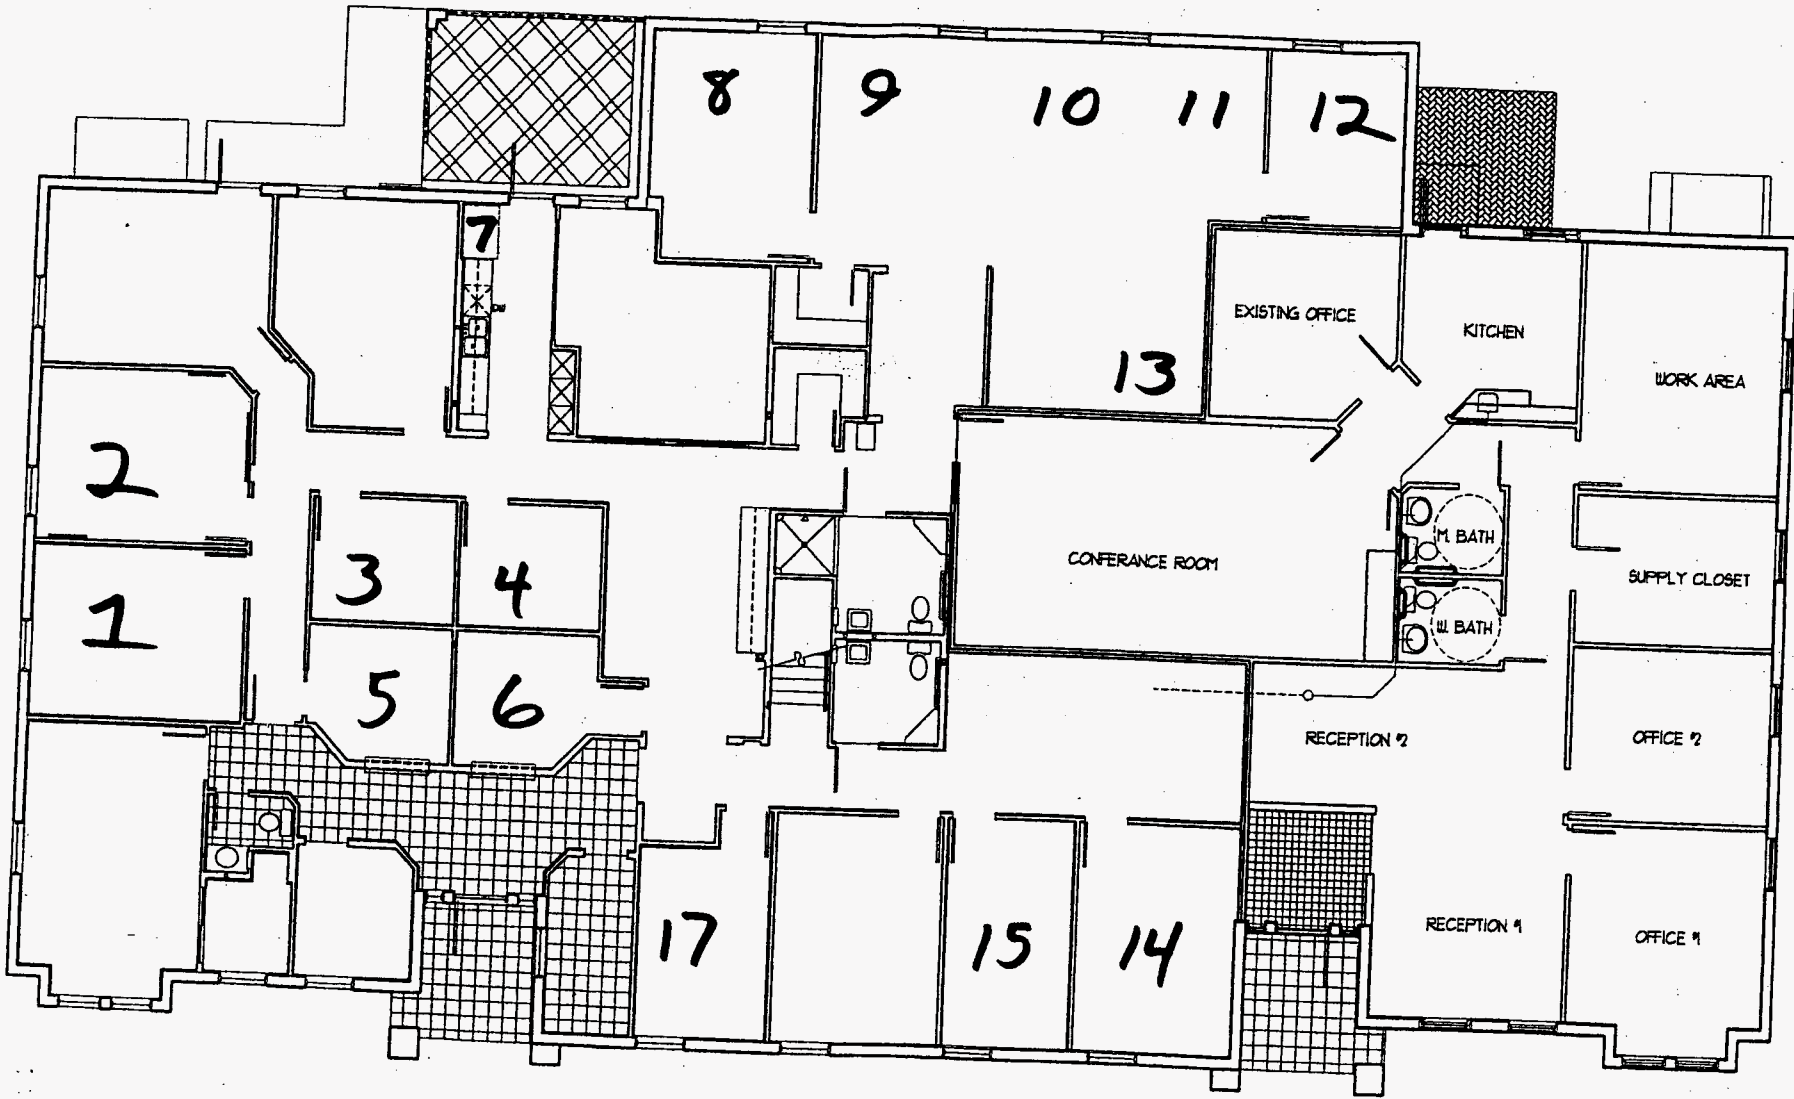 8 9 10 11 12
7
EXISTING OFFICE
KITCHEN
13
WORK AREA
2
3
4
CONFERANCE ROOM
M. BATH
SUPPLY CLOSET
1
W. BATH
5
6
RECEPTION #2
OFFICE #2
17
15
14
RECEPTION #1
OFFICE #1